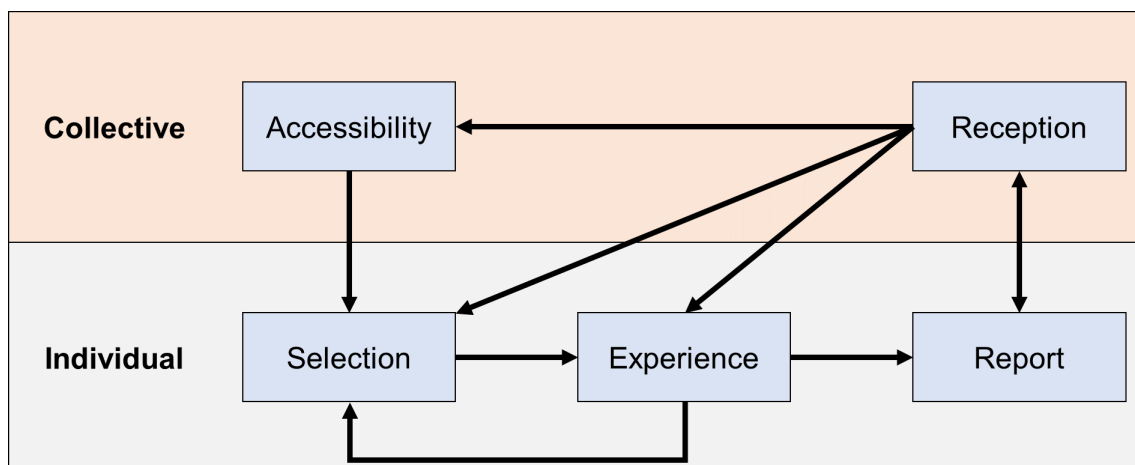 Collective
Accessibility
Reception
Individual
Selection
Experience
Report